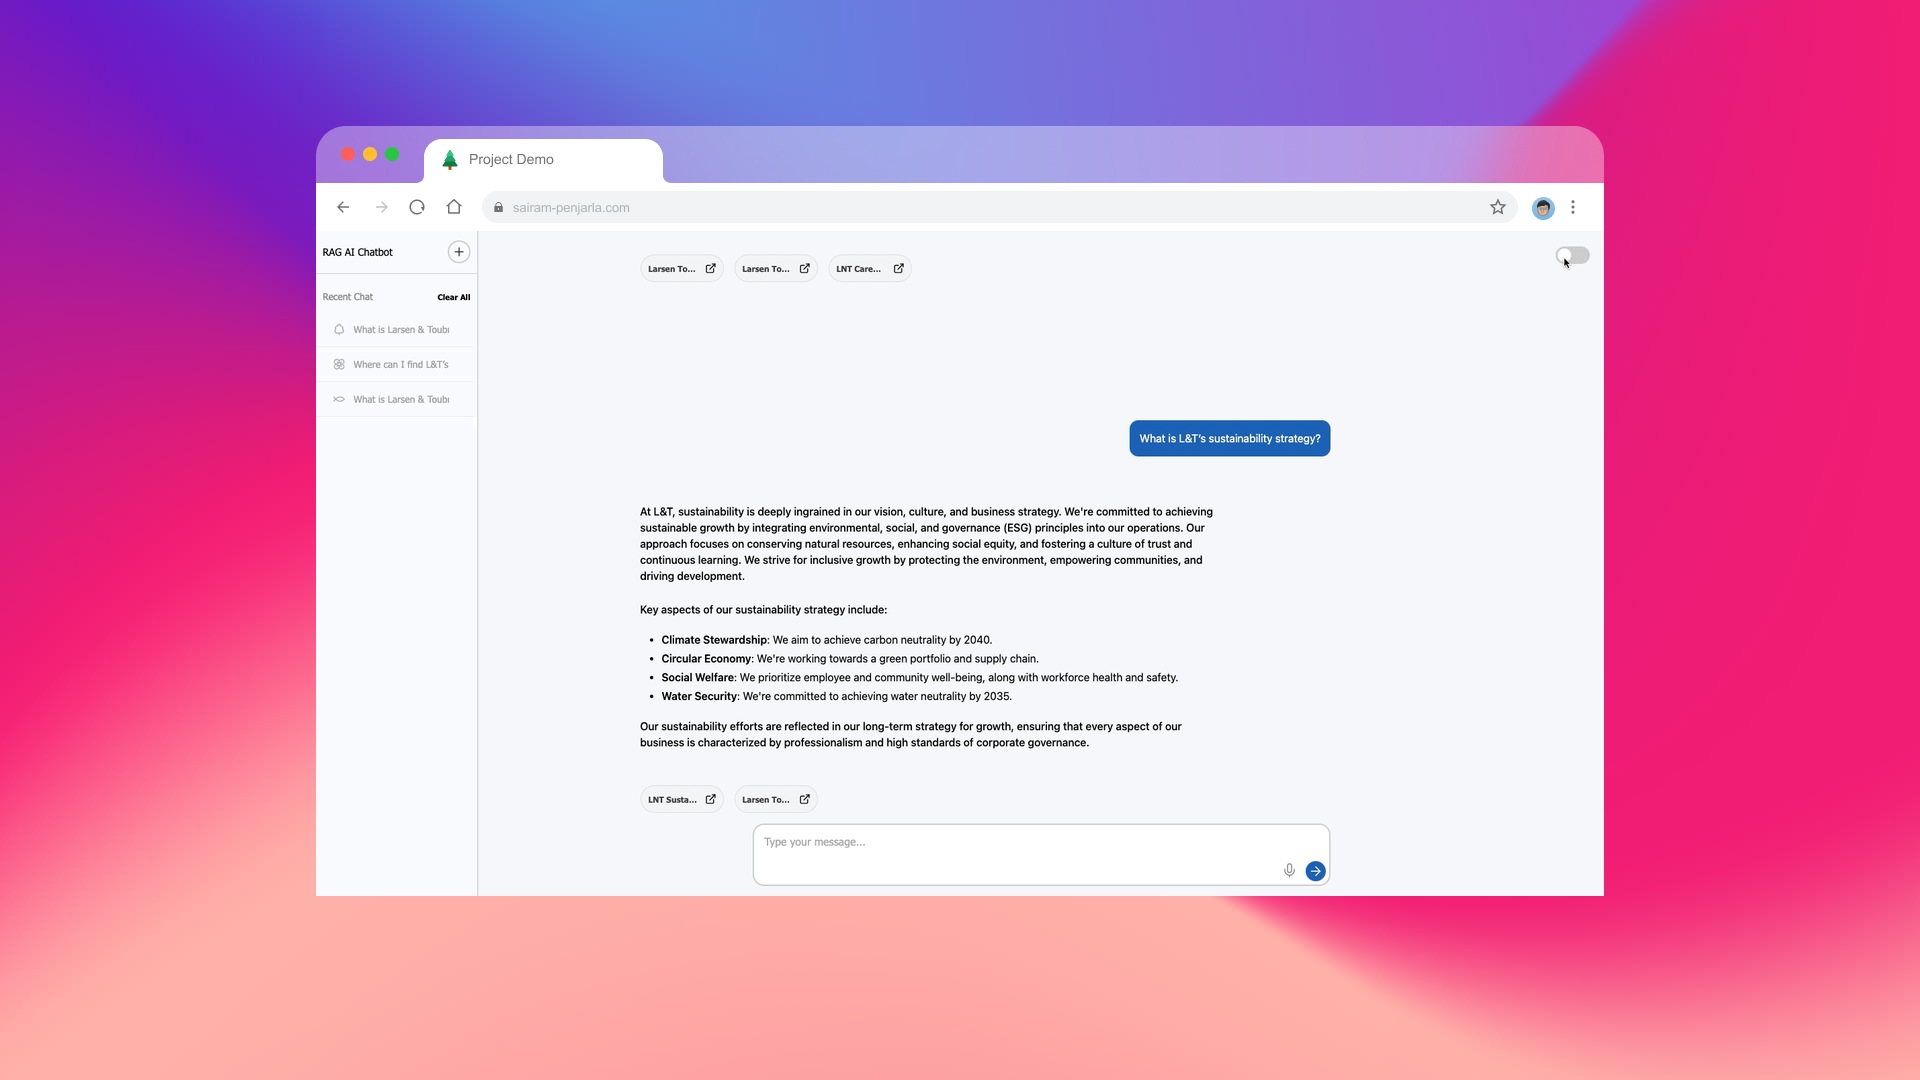 Project Demo
sairam-penjarla.com
RAG AI Chatbot
Recent Chat Clear All
What is Larsen & Toub
Where can I find L&T's
What is Larsen & Toub
Larsen To... Larsen To... LNT Care...
What is L&T's sustainability strategy?
At L&T, sustainability is deeply ingrained in our vision, culture, and business strategy. We're committed to achieving
sustainable growth by integrating environmental, social, and governance (ESG) principles into our operations. Our
approach focuses on conserving natural resources, enhancing social equity, and fostering a culture of trust and
continuous learning. We strive for inclusive growth by protecting the environment, empowering communities, and
driving development.
Key aspects of our sustainability strategy include:
• Climate Stewardship: We aim to achieve carbon neutrality by 2040.
• Circular Economy: We're working towards a green portfolio and supply chain.
• Social Welfare: We prioritize employee and community well-being, along with workforce health and safety.
• Water Security: We're committed to achieving water neutrality by 2035.
Our sustainability efforts are reflected in our long-term strategy for growth, ensuring that every aspect of our
business is characterized by professionalism and high standards of corporate governance.
LNT Susta... Larsen To...
Type your message...